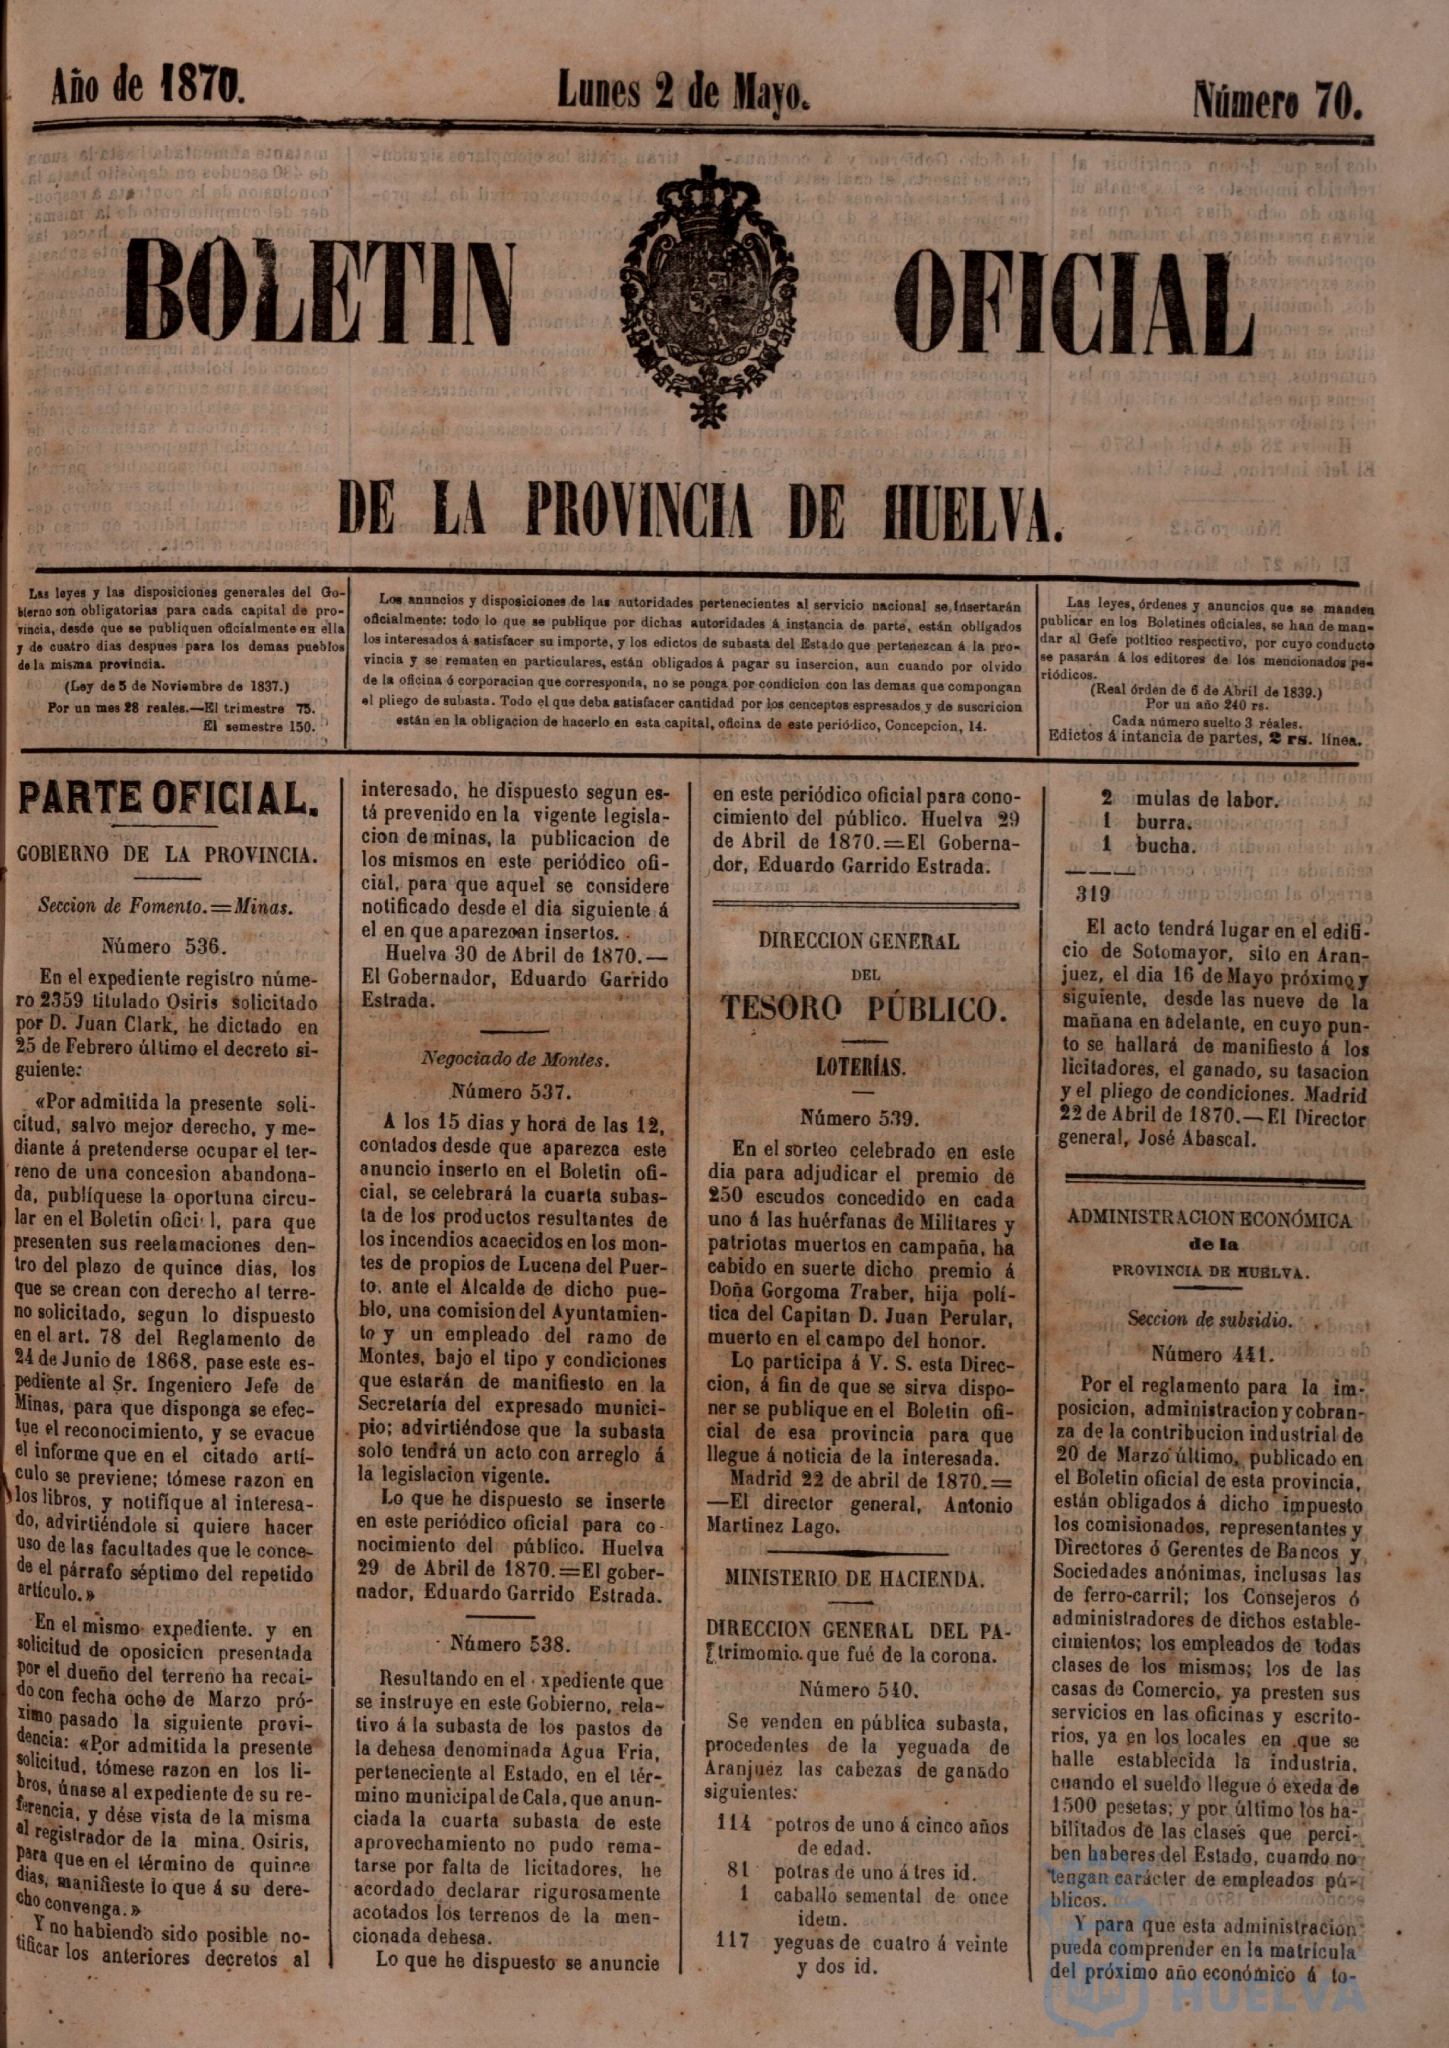 Año de 1870.
Lunes 2 de Mayo.
Número 70.
BOLETIN OFICIAL
DE LA PROVINCIA DE HUELVA.
Las leyes y las disposiciones generales del Go-
bierno son obligatorias para cada capital de pro-
vincia, desde que se publiquen oficialmente en ella
y de cuatro dias despues para los demas pueblos
de la misma provincia.
(Ley de 5 de Noviembre de 1837.)
Por un mes 28 reales.—El trimestre 75.
El semestre 150.
Los anuncios y disposiciones de las autoridades pertenecientes al servicio nacional se insertarán
oficialmente: todo lo que se publique por dichas autoridades á instancia de parte, están obligados
los interesados á satisfacer su importe, y los edictos de subasta del Estado que pertenezcan á la pro-
vincia y se rematen en particulares, están obligados á pagar su insercion, aun cuando por olvido
de la oficina ó corporacion que corresponda, no se ponga por condicion con las demas que compongan
el pliego de subasta. Todo el que deba satisfacer cantidad por los conceptos espresados y de suscricion
están en la obligacion de hacerlo en esta capital, oficina de este periódico, Concepcion, 14.
Las leyes, órdenes y anuncios que se manden
publicar en los Boletines oficiales, se han de man-
dar al Gefe potltico respectivo, por cuyo conducto
se pasarán á los editores de los mencionados pe-
riódicos.
(Real órden de 6 de Abril de 1839.)
Por un año 240 rs.
Cada número suelto 3 réales.
Edictos á intancia de partes, 2 rs. línea.
PARTE OFICIAL.
GOBIERNO DE LA PROVINCIA.
Seccion de Fomento.=Minas.
Número 536.
En el expediente registro núme-
ro 2359 titulado Osiris solicitado
por D. Juan Clark, he dictado en
25 de Febrero último el decreto si-
guiente:
«Por admitida la presente soli-
citud, salvo mejor derecho, y me-
diante á pretenderse ocupar el ter-
reno de una concesion abandona-
da, publíquese la oportuna circu-
lar en el Boletin ofici l, para que
presenten sus reelamaciones den-
tro del plazo de quince dias, los
que se crean con derecho al terre-
no solicitado, segun lo dispuesto
en el art. 78 del Reglamento de
24 de Junio de 1868, pase este es-
pediente al Sr. Ingeniero Jefe de
Minas, para que disponga se efec-
tue el reconocimiento, y se evacue
el informe que en el citado artí-
culo se previene; tómese razon en
los libros, y notifíque al interesa-
do, advirtiéndole si quiere hacer
uso de las facultades que le conce-
de el párrafo séptimo del repetido
artículo.»
En el mismo expediente. y en
solicitud de oposicion presentada
por el dueño del terreno ha recai-
do con fecha oche de Marzo pró-
ximo pasado la siguiente provi-
dencia: «Por admitida la presente
solicitud, tómese razon en los li-
bros, únase al expediente de su re-
ferencia, y dése vista de la misma
al registrador de la mina. Osiris,
para que en el término de quince
dias, manifieste lo que á su dere-
cho convenga.»
Y no habiendo sido posible no-
tificar los anteriores decretos al
interesado, he dispuesto segun es-
tá prevenido en la vigente legisla-
cion de minas, la publicacion de
los mismos en este periódico ofi-
cial, para que aquel se considere
notificado desde el dia siguiente á
el en que aparezoan insertos.
Huelva 30 de Abril de 1870.—
El Gobernador, Eduardo Garrido
Estrada.
Negociado de Montes.
Número 537.
A los 15 dias y hora de las 12,
contados desde que aparezca este
anuncio inserto en el Boletin ofi-
cial, se celebrará la cuarta subas-
ta de los productos resultantes de
los incendios acaecidos en los mon-
tes de propios de Lucena del Puer-
to. ante el Alcalde de dicho pue-
blo, una comision del Ayuntamien-
to y un empleado del ramo de
Montes, bajo el tipo y condiciones
que estarán de manifiesto en la
Secretaría del expresado munici-
pio; advirtiéndose que la subasta
solo tendrá un acto con arreglo á
la legislacion vigente.
Lo que he dispuesto se inserte
en este periódico oficial para co-
nocimiento del público. Huelva
29 de Abril de 1870.=El gober-
nador, Eduardo Garrido Estrada.
Número 538.
Resultando en el xpediente que
se instruye en este Gobierno, rela-
tivo á la subasta de los pastos de
la dehesa denominada Agua Fria,
perteneciente al Estado, en el tér-
mino municipal de Cala, que anun-
ciada la cuarta subasta de este
aprovechamiento no pudo rema-
tarse por falta de licitadores, he
acordado declarar rigurosamente
acotados los terrenos de la men-
cionada dehesa.
Lo que he dispuesto se anuncie
en este periódico oficial para cono-
cimiento del público. Huelva 29
de Abril de 1870.=El Goberna-
dor, Eduardo Garrido Estrada.
DIRECCION GENERAL
DEL
TESORO PÚBLICO.
LOTERÍAS.
Número 539.
En el sorteo celebrado en este
dia para adjudicar el premio de
250 escudos concedido en cada
uno á las huérfanas de Militares y
patriotas muertos en campaña, ha
cabido en suerte dicho premio á
Doña Gorgoma Traber, hija polí-
tica del Capitan D. Juan Perular,
muerto en el campo del honor.
Lo participa á V. S. esta Direc-
cion, á fin de que se sirva dispo-
ner se publique en el Boletin ofi-
cial de esa provincia para que
llegue á noticia de la interesada.
Madrid 22 de abril de 1870.=
—El director general, Antonio
Martinez Lago.
MINISTERIO DE HACIENDA.
DIRECCION GENERAL DEL PA-
trimomio que fué de la corona.
Número 540.
Se venden en pública subasta,
procedentes de la yeguada de
Aranjuez las cabezas de ganado
siguientes:
114 potros de uno á cinco años
de edad.
81 potras de uno á tres id.
1 caballo semental de once
idem.
117 yeguas de cuatro á veinte
y dos id.
2 mulas de labor.
1 burra.
1 bucha.
319
El acto tendrá lugar en el edifi-
cio de Sotomayor, sito en Aran-
juez, el dia 16 de Mayo próximo y
siguiente, desde las nueve de la
mañana en adelante, en cuyo pun-
to se hallará de manifiesto á los
licitadores, el ganado, su tasacion
y el pliego de condiciones. Madrid
22 de Abril de 1870.—El Director
general, José Abascal.
ADMINISTRACION ECONÓMICA
de la
PROVINCIA DE HUELVA.
Seccion de subsidio.
Número 441.
Por el reglamento para la im-
posicion, administracion y cobran-
za de la contribucion industrial de
20 de Marzo último, publicado en
el Boletin oficial de esta provincia,
están obligados á dicho impuesto
los comisionados, representantes y
Directores ó Gerentes de Bancos y
Sociedades anónimas, inclusas las
de ferro-carril; los Consejeros ó
administradores de dichos estable-
cimientos; los empleados de todas
clases de los mismos; los de las
casas de Comercio, ya presten sus
servicios en las oficinas y escrito-
rios, ya en los locales en que se
halle establecida la industria,
cuando el sueldo llegue ó exeda de
1500 pesetas; y por último los ha-
bilitados de las clases que perci-
ben haberes del Estado, cuando no
tengan carácter de empleados pú-
blicos.
Y para que esta administracion
pueda comprender en la matrícula
del próximo año económico á to-
HUELVA